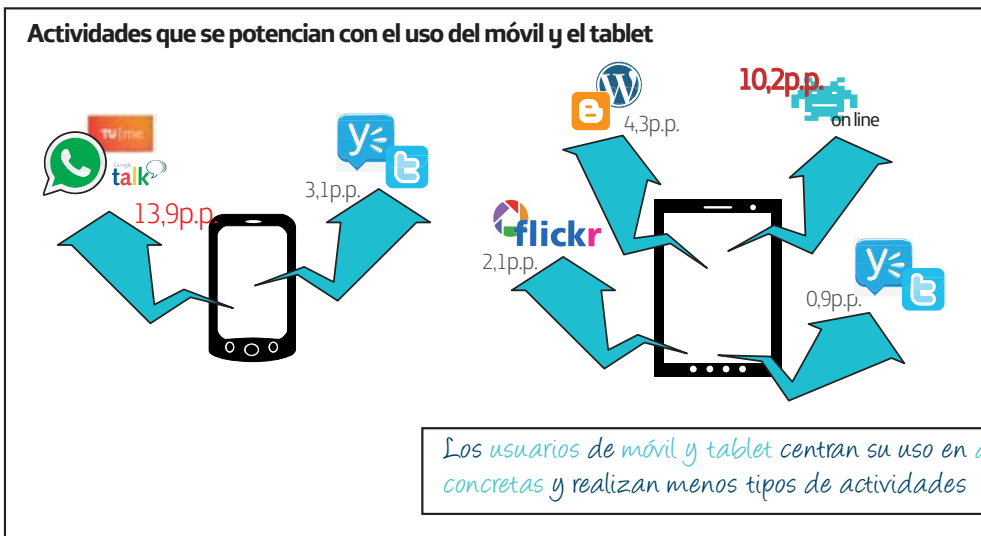 Actividades que se potencian con el uso del móvil y el tablet
TU me
Google
talk
13,9p.p.
3,1p.p.
4,3p.p.
10,2p.p.
on line
flickr
2,1p.p.
0,9p.p.
Los usuarios de móvil y tablet centran su uso en
concretas y realizan menos tipos de actividades